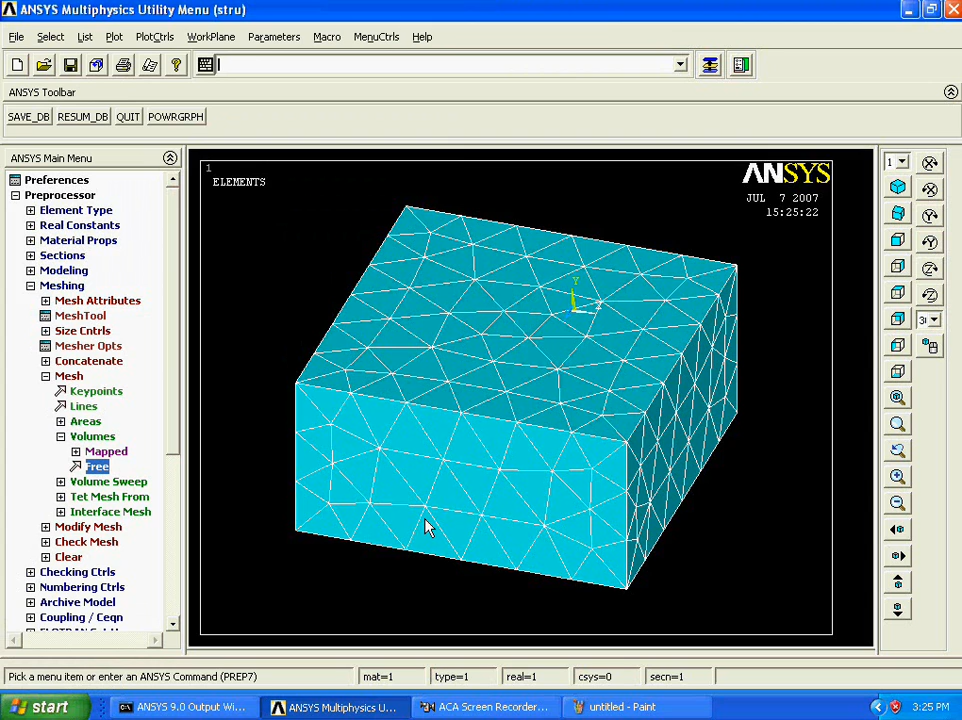 ANSYS Multiphysics Utility Menu (stru)
File Select List Plot PlotCtrls WorkPlane Parameters Macro MenuCtrls Help
ANSYS Toolbar
SAVE_DB RESUM_DB QUIT POWRGRPH
ANSYS Main Menu
Preferences
Preprocessor
Element Type
Real Constants
Material Props
Sections
Modeling
Meshing
Mesh Attributes
MeshTool
Size Cntrls
Mesher Opts
Concatenate
Mesh
Keypoints
Lines
Areas
Volumes
Mapped
Free
Volume Sweep
Tet Mesh From
Interface Mesh
Modify Mesh
Check Mesh
Clear
Checking Ctrls
Numbering Ctrls
Archive Model
Coupling / Ceqn
1
ELEMENTS
ANSYS
JUL 7 2007
15:25:22
Y
Z
1
X
X
Y
Y
Z
Z
Pick a menu item or enter an ANSYS Command (PREP7) mat=1 type=1 real=1 csys=0 secn=1
start ANSYS 9.0 Output Wi... ANSYS Multiphysics U... ACA Screen Recorder... untitled - Paint 3:25 PM